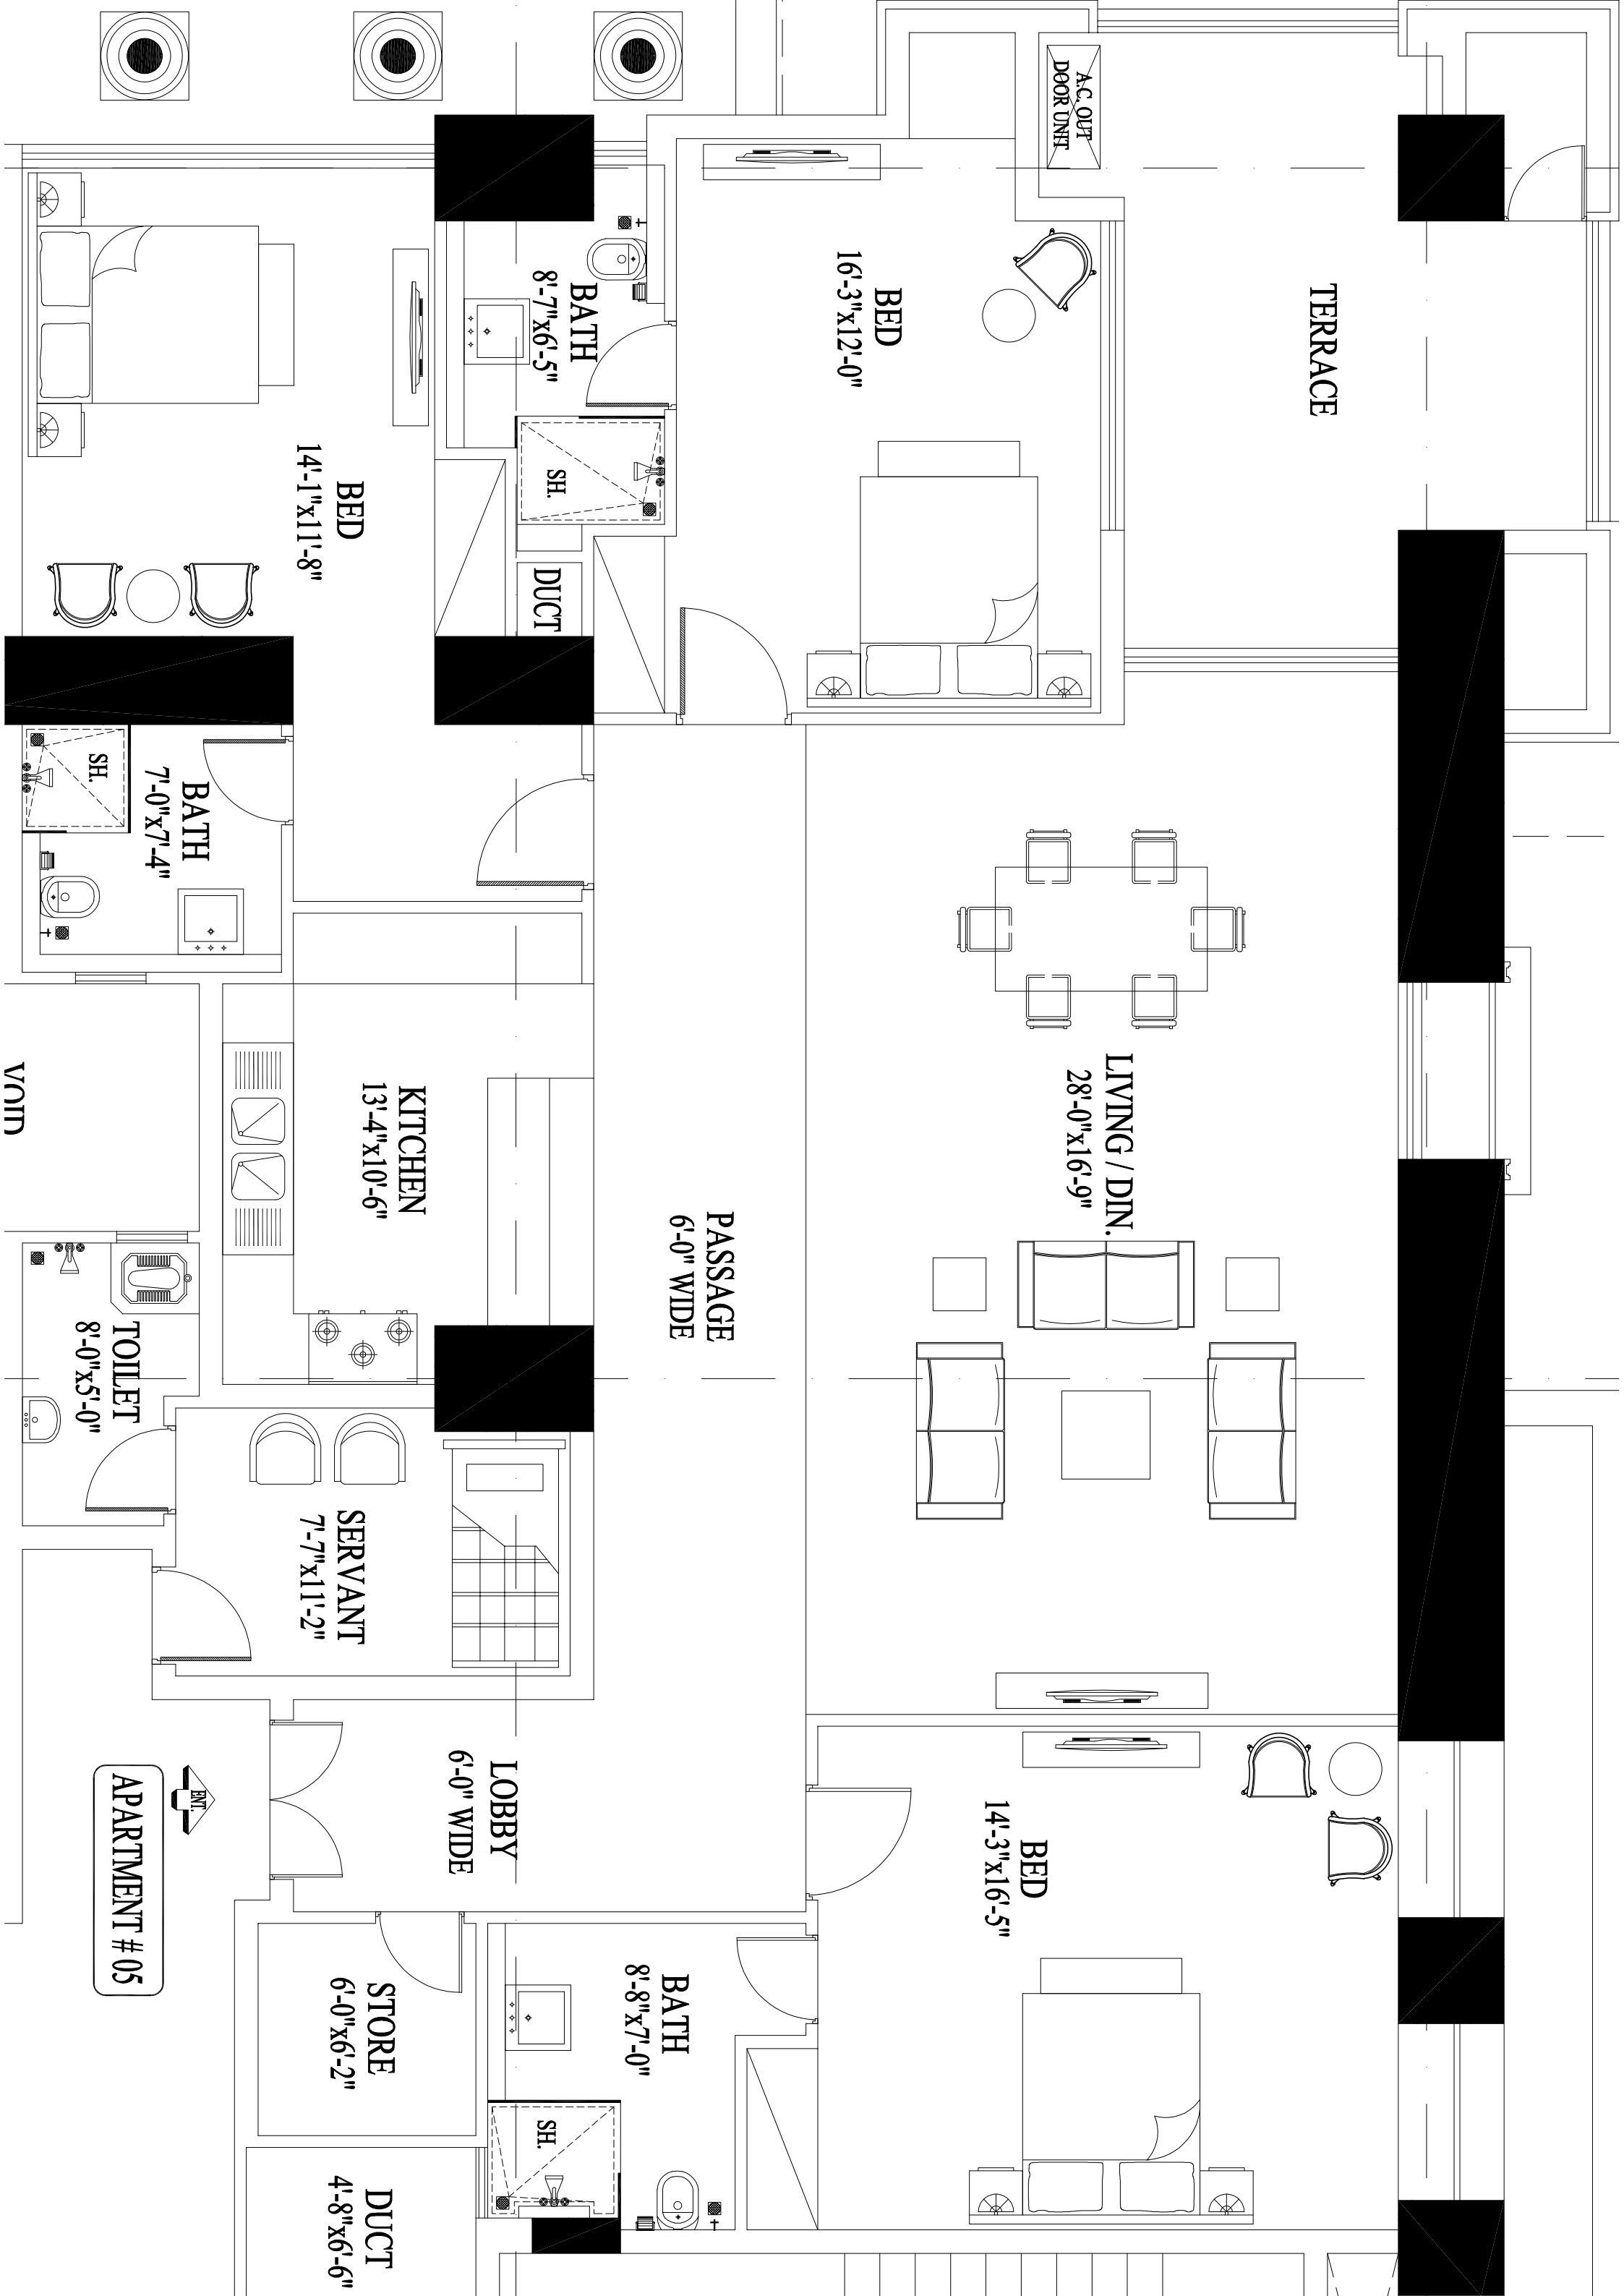 A.C. OUT
DOOR UNIT
TERRACE
BED
16'-3"x12'-0"
BATH
8'-7"x6'-5"
SH.
DUCT
BED
14'-1"x11'-8"
SH.
BATH
7'-0"x7'-4"
LIVING / DIN.
28'-0"x16'-9"
PASSAGE
6'-0" WIDE
KITCHEN
13'-4"x10'-6"
VOID
TOILET
8'-0"x5'-0"
SERVANT
7'-7"x11'-2"
LOBBY
6'-0" WIDE
ENT.
APARTMENT # 05
BED
14'-3"x16'-5"
BATH
8'-8"x7'-0"
SH.
STORE
6'-0"x6'-2"
DUCT
4'-8"x6'-6"